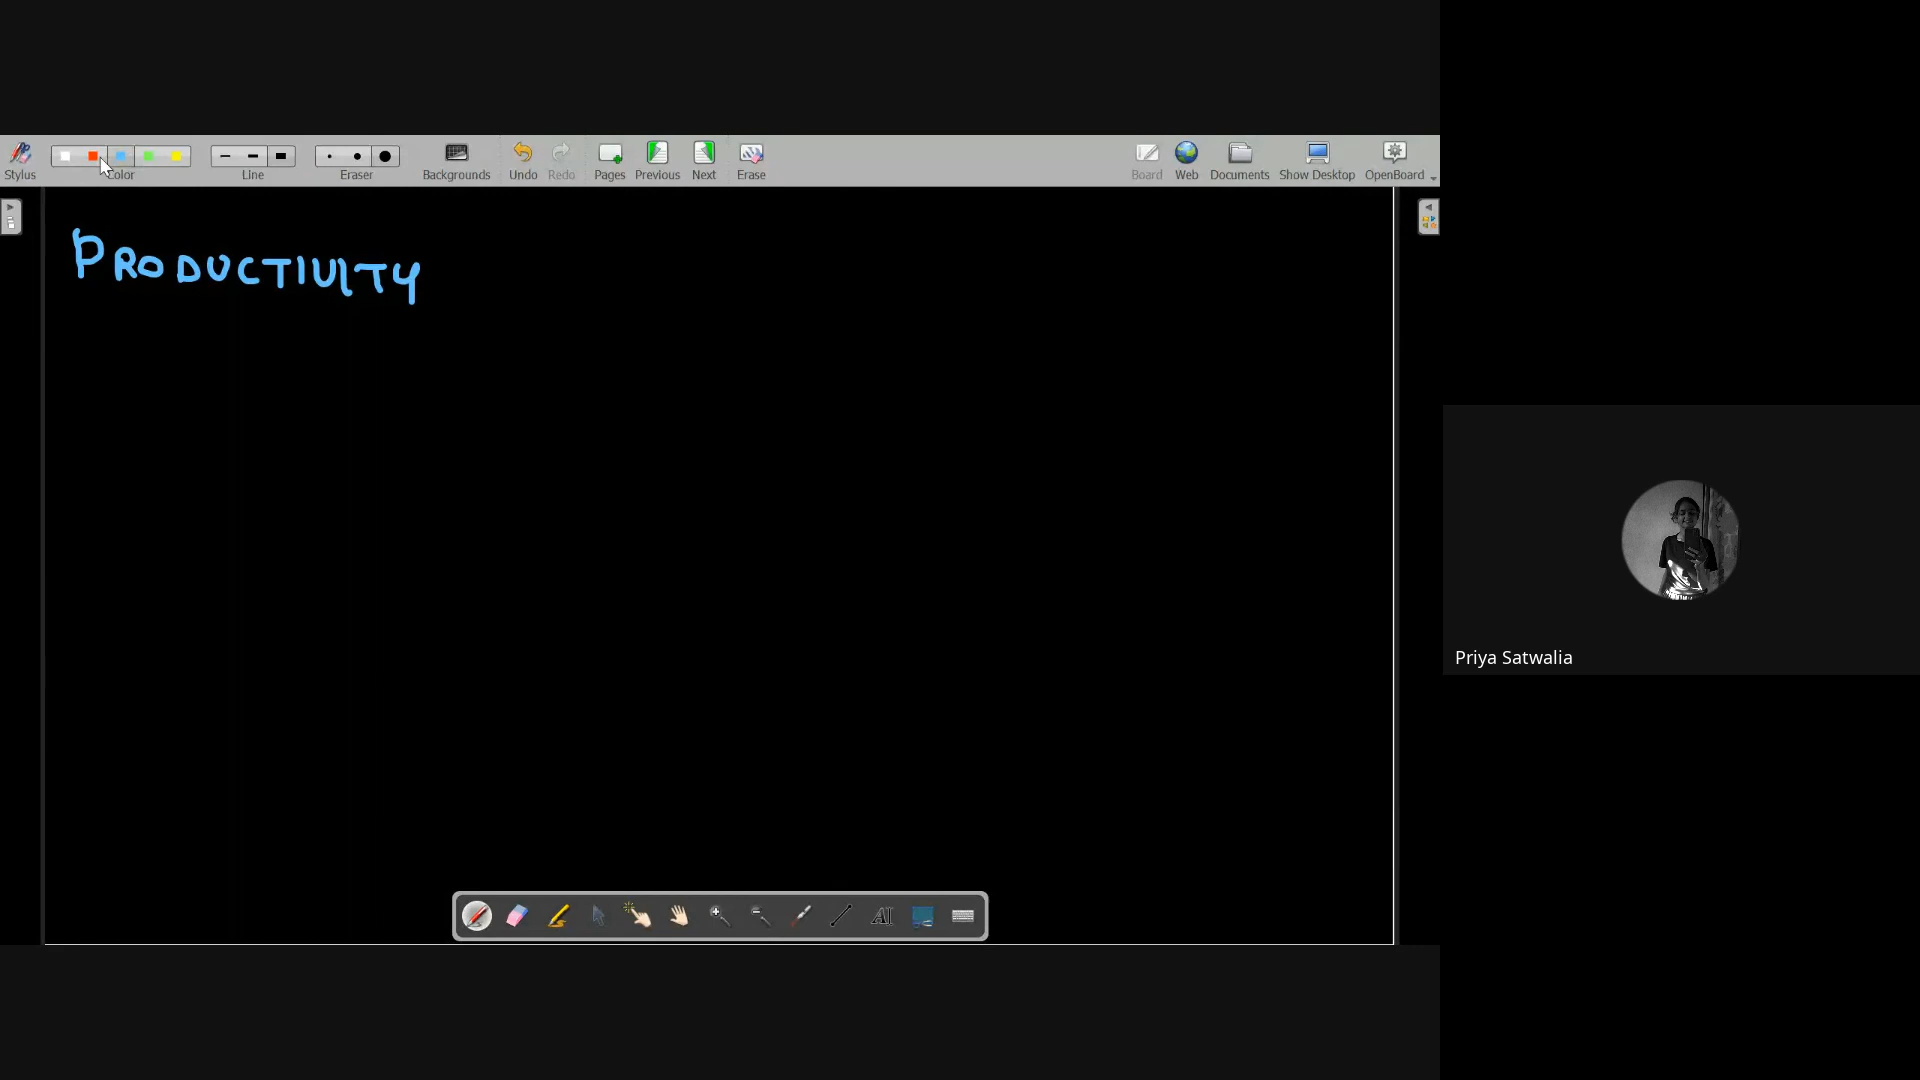 Stylus
Color
Line
Eraser
Backgrounds
Undo
Redo
Pages
Previous
Next
Erase
Board
Web
Documents
Show Desktop
OpenBoard
PRODUCTIVITY
AI
Priya Satwalia